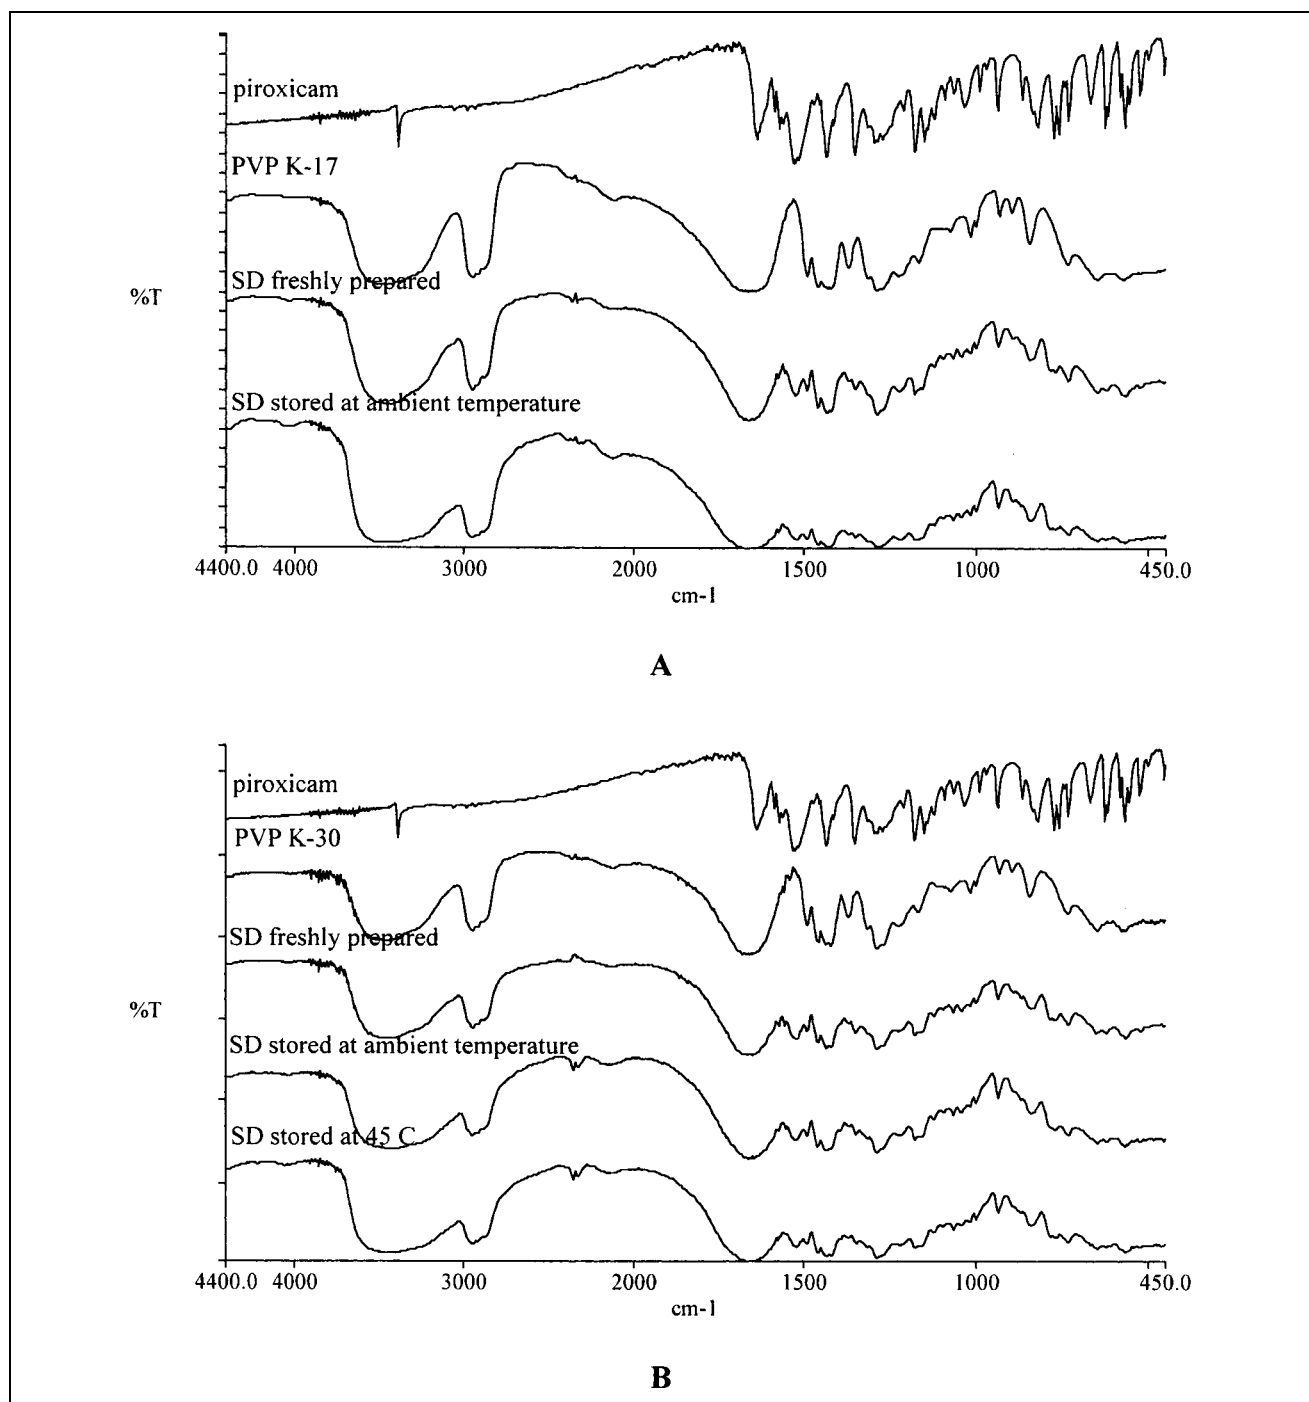 piroxicam
PVP K-17
SD freshly prepared
%T
SD stored at ambient temperature
4400.0 4000 3000 2000 1500 1000 450.0
cm-1
A
piroxicam
PVP K-30
SD freshly prepared
%T
SD stored at ambient temperature
SD stored at 45 C
4400.0 4000 3000 2000 1500 1000 450.0
cm-1
B